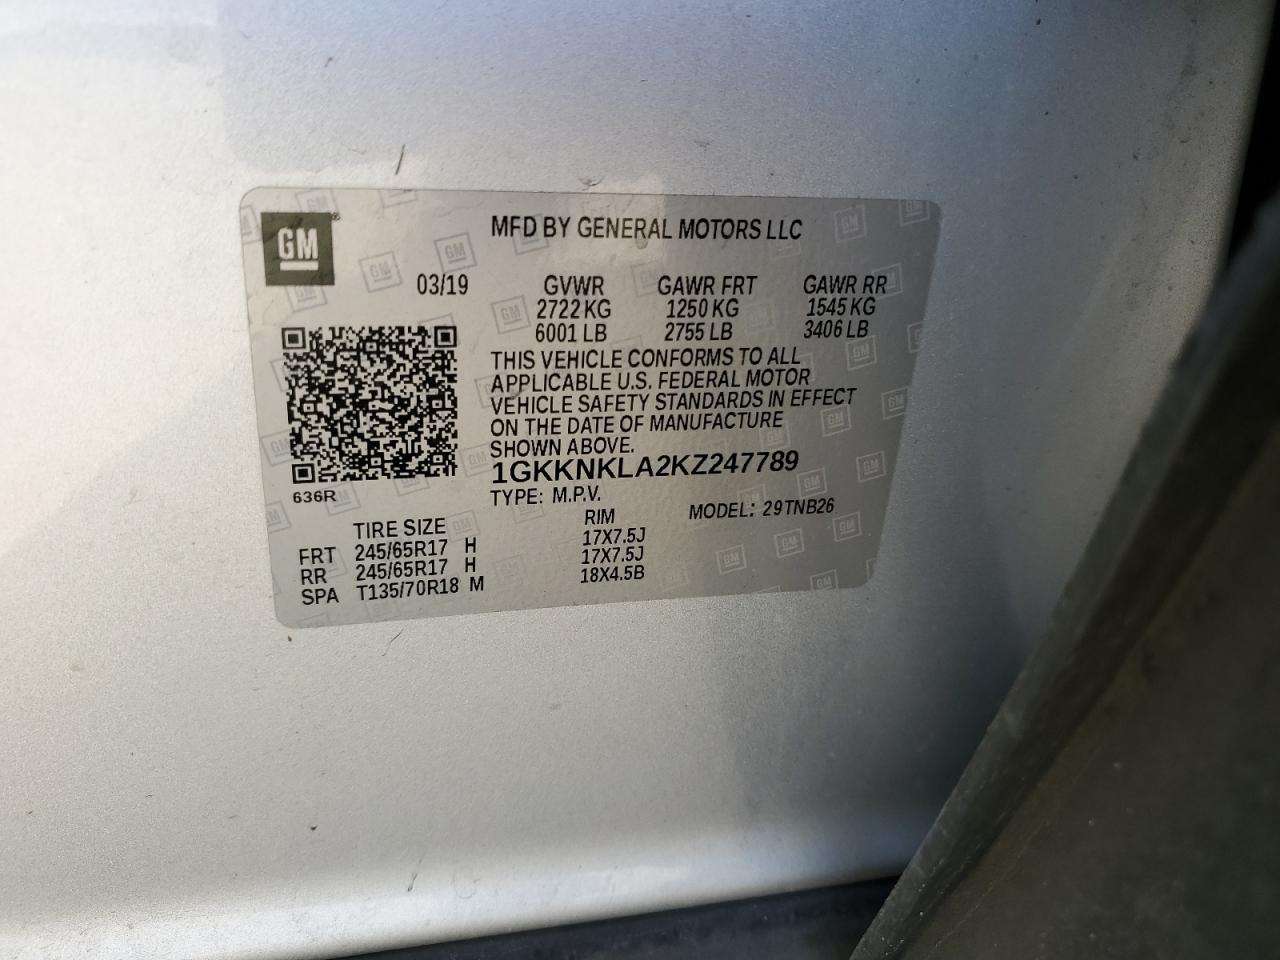 GM
MFD BY GENERAL MOTORS LLC
03/19 GVWR GAWR FRT GAWR RR
2722 KG 1250 KG 1545 KG
6001 LB 2755 LB 3406 LB
THIS VEHICLE CONFORMS TO ALL
APPLICABLE U.S. FEDERAL MOTOR
VEHICLE SAFETY STANDARDS IN EFFECT
ON THE DATE OF MANUFACTURE
SHOWN ABOVE.
1GKKNKLA2KZ247789
636R
TYPE: M.P.V. MODEL: 29TNB26
TIRE SIZE RIM
FRT 245/65R17 H 17X7.5J
RR 245/65R17 H 17X7.5J
SPA T135/70R18 M 18X4.5B